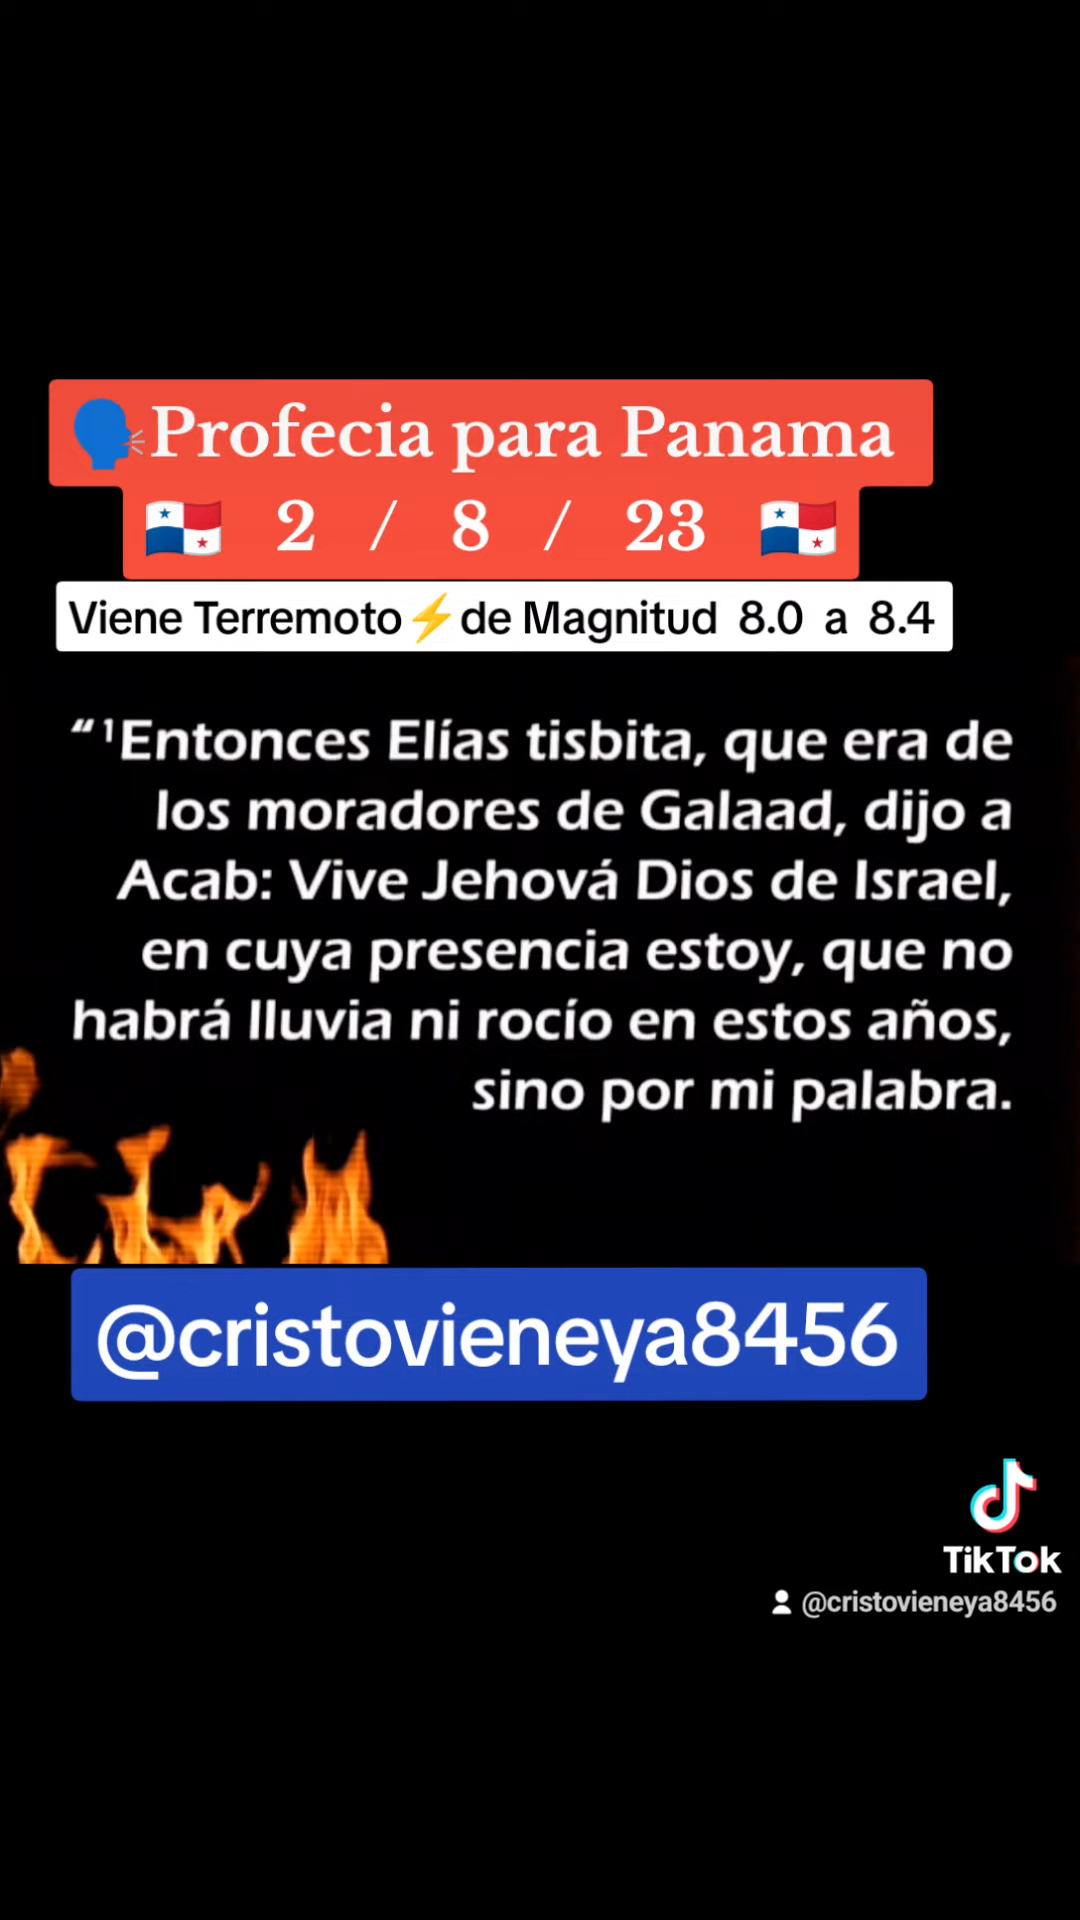 🗣️Profecia para Panama
🇵🇦 2 / 8 / 23 🇵🇦
Viene Terremoto⚡de Magnitud 8.0 a 8.4
“¹Entonces Elías tisbita, que era de
los moradores de Galaad, dijo a
Acab: Vive Jehová Dios de Israel,
en cuya presencia estoy, que no
habrá lluvia ni rocío en estos años,
sino por mi palabra.
@cristovieneya8456
TikTok
@cristovieneya8456